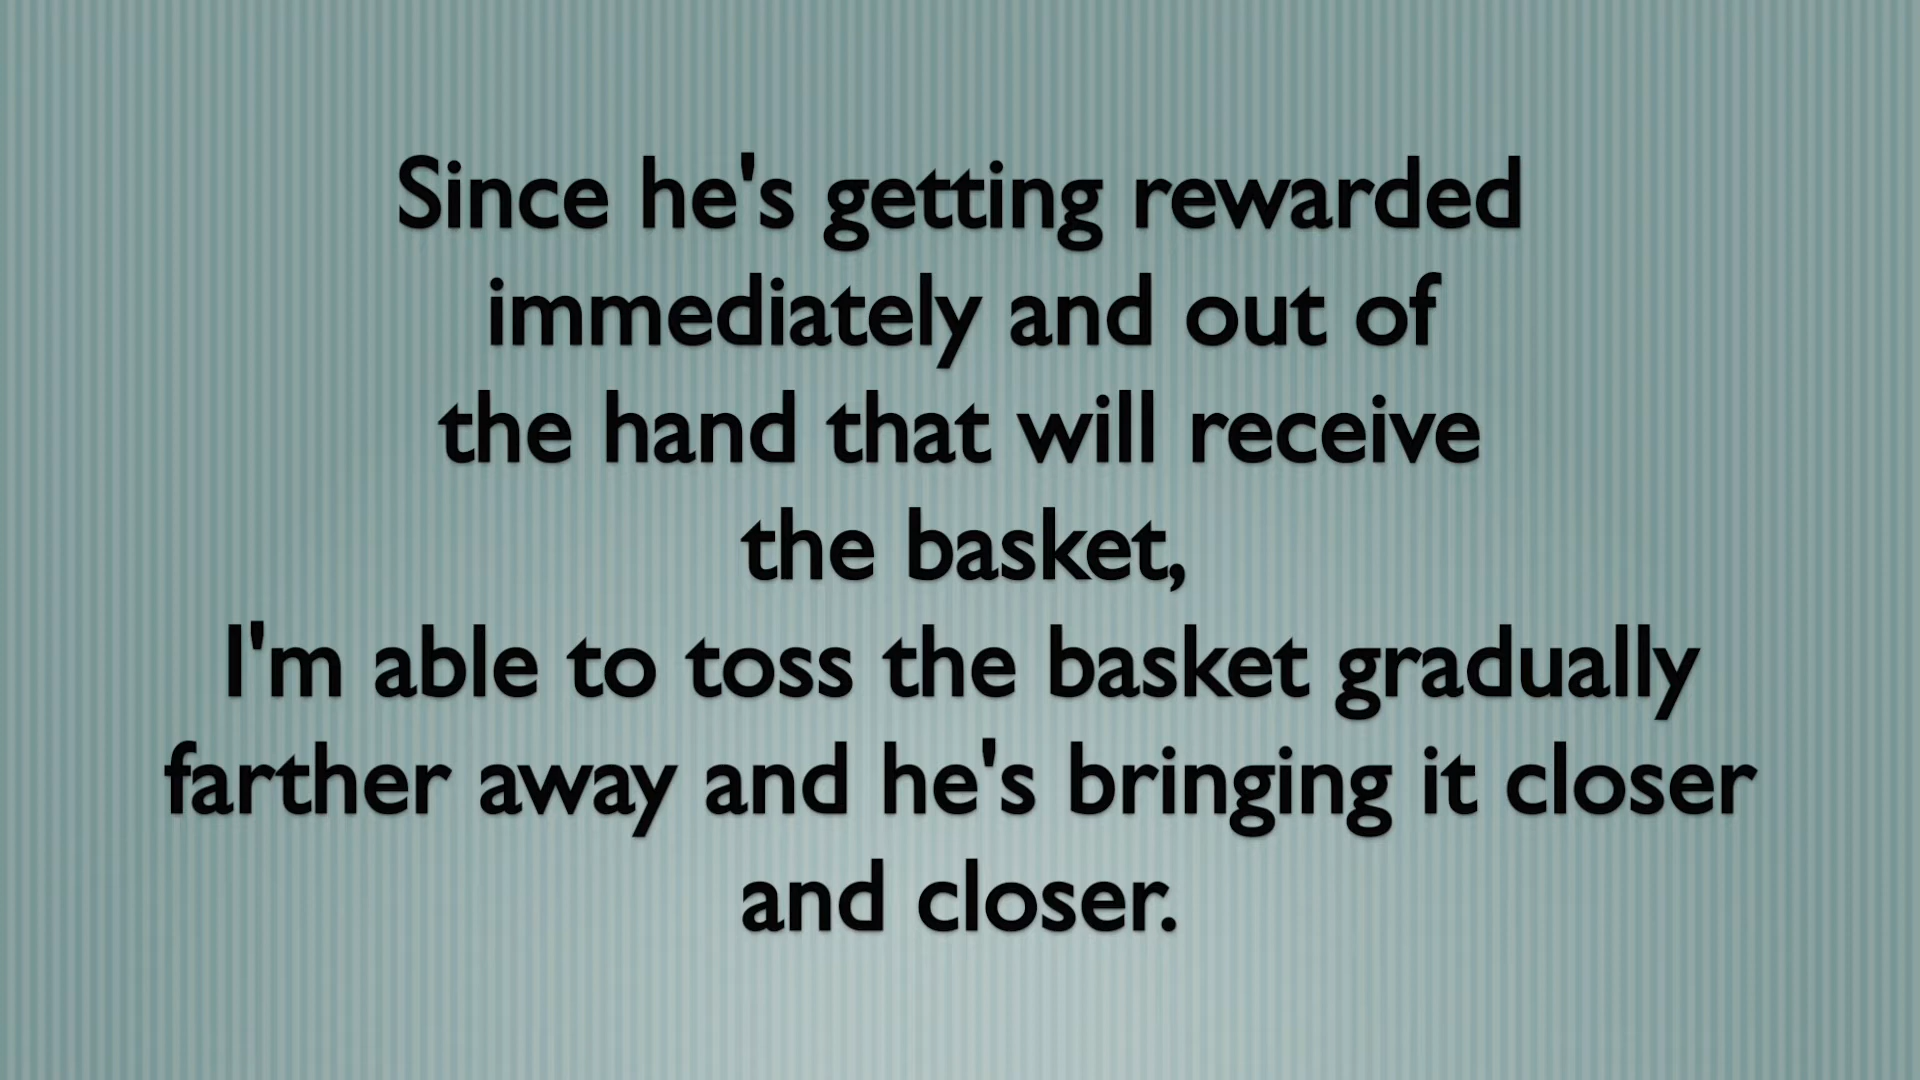 Since he's getting rewarded
immediately and out of
the hand that will receive
the basket,
I'm able to toss the basket gradually
farther away and he's bringing it closer
and closer.